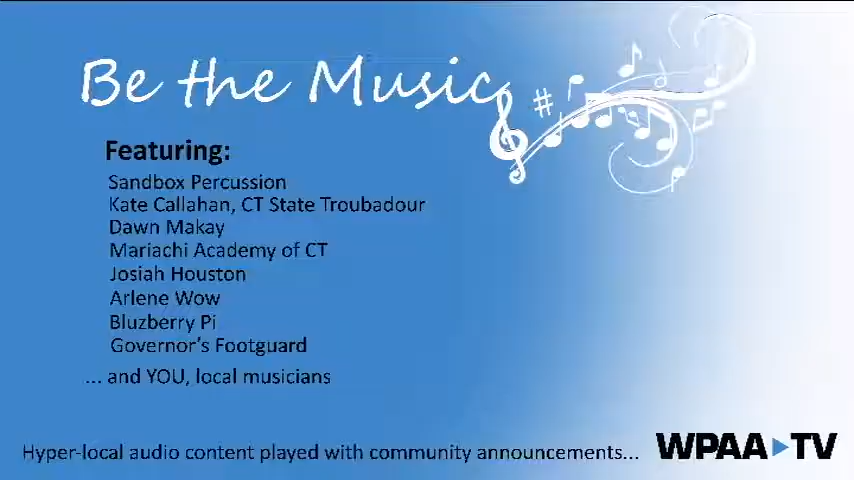 Be the Music
Featuring:
Sandbox Percussion
Kate Callahan, CT State Troubadour
Dawn Makay
Mariachi Academy of CT
Josiah Houston
Arlene Wow
Bluzberry Pi
Governor's Footguard
... and YOU, local musicians
Hyper-local audio content played with community announcements...
WPAA TV